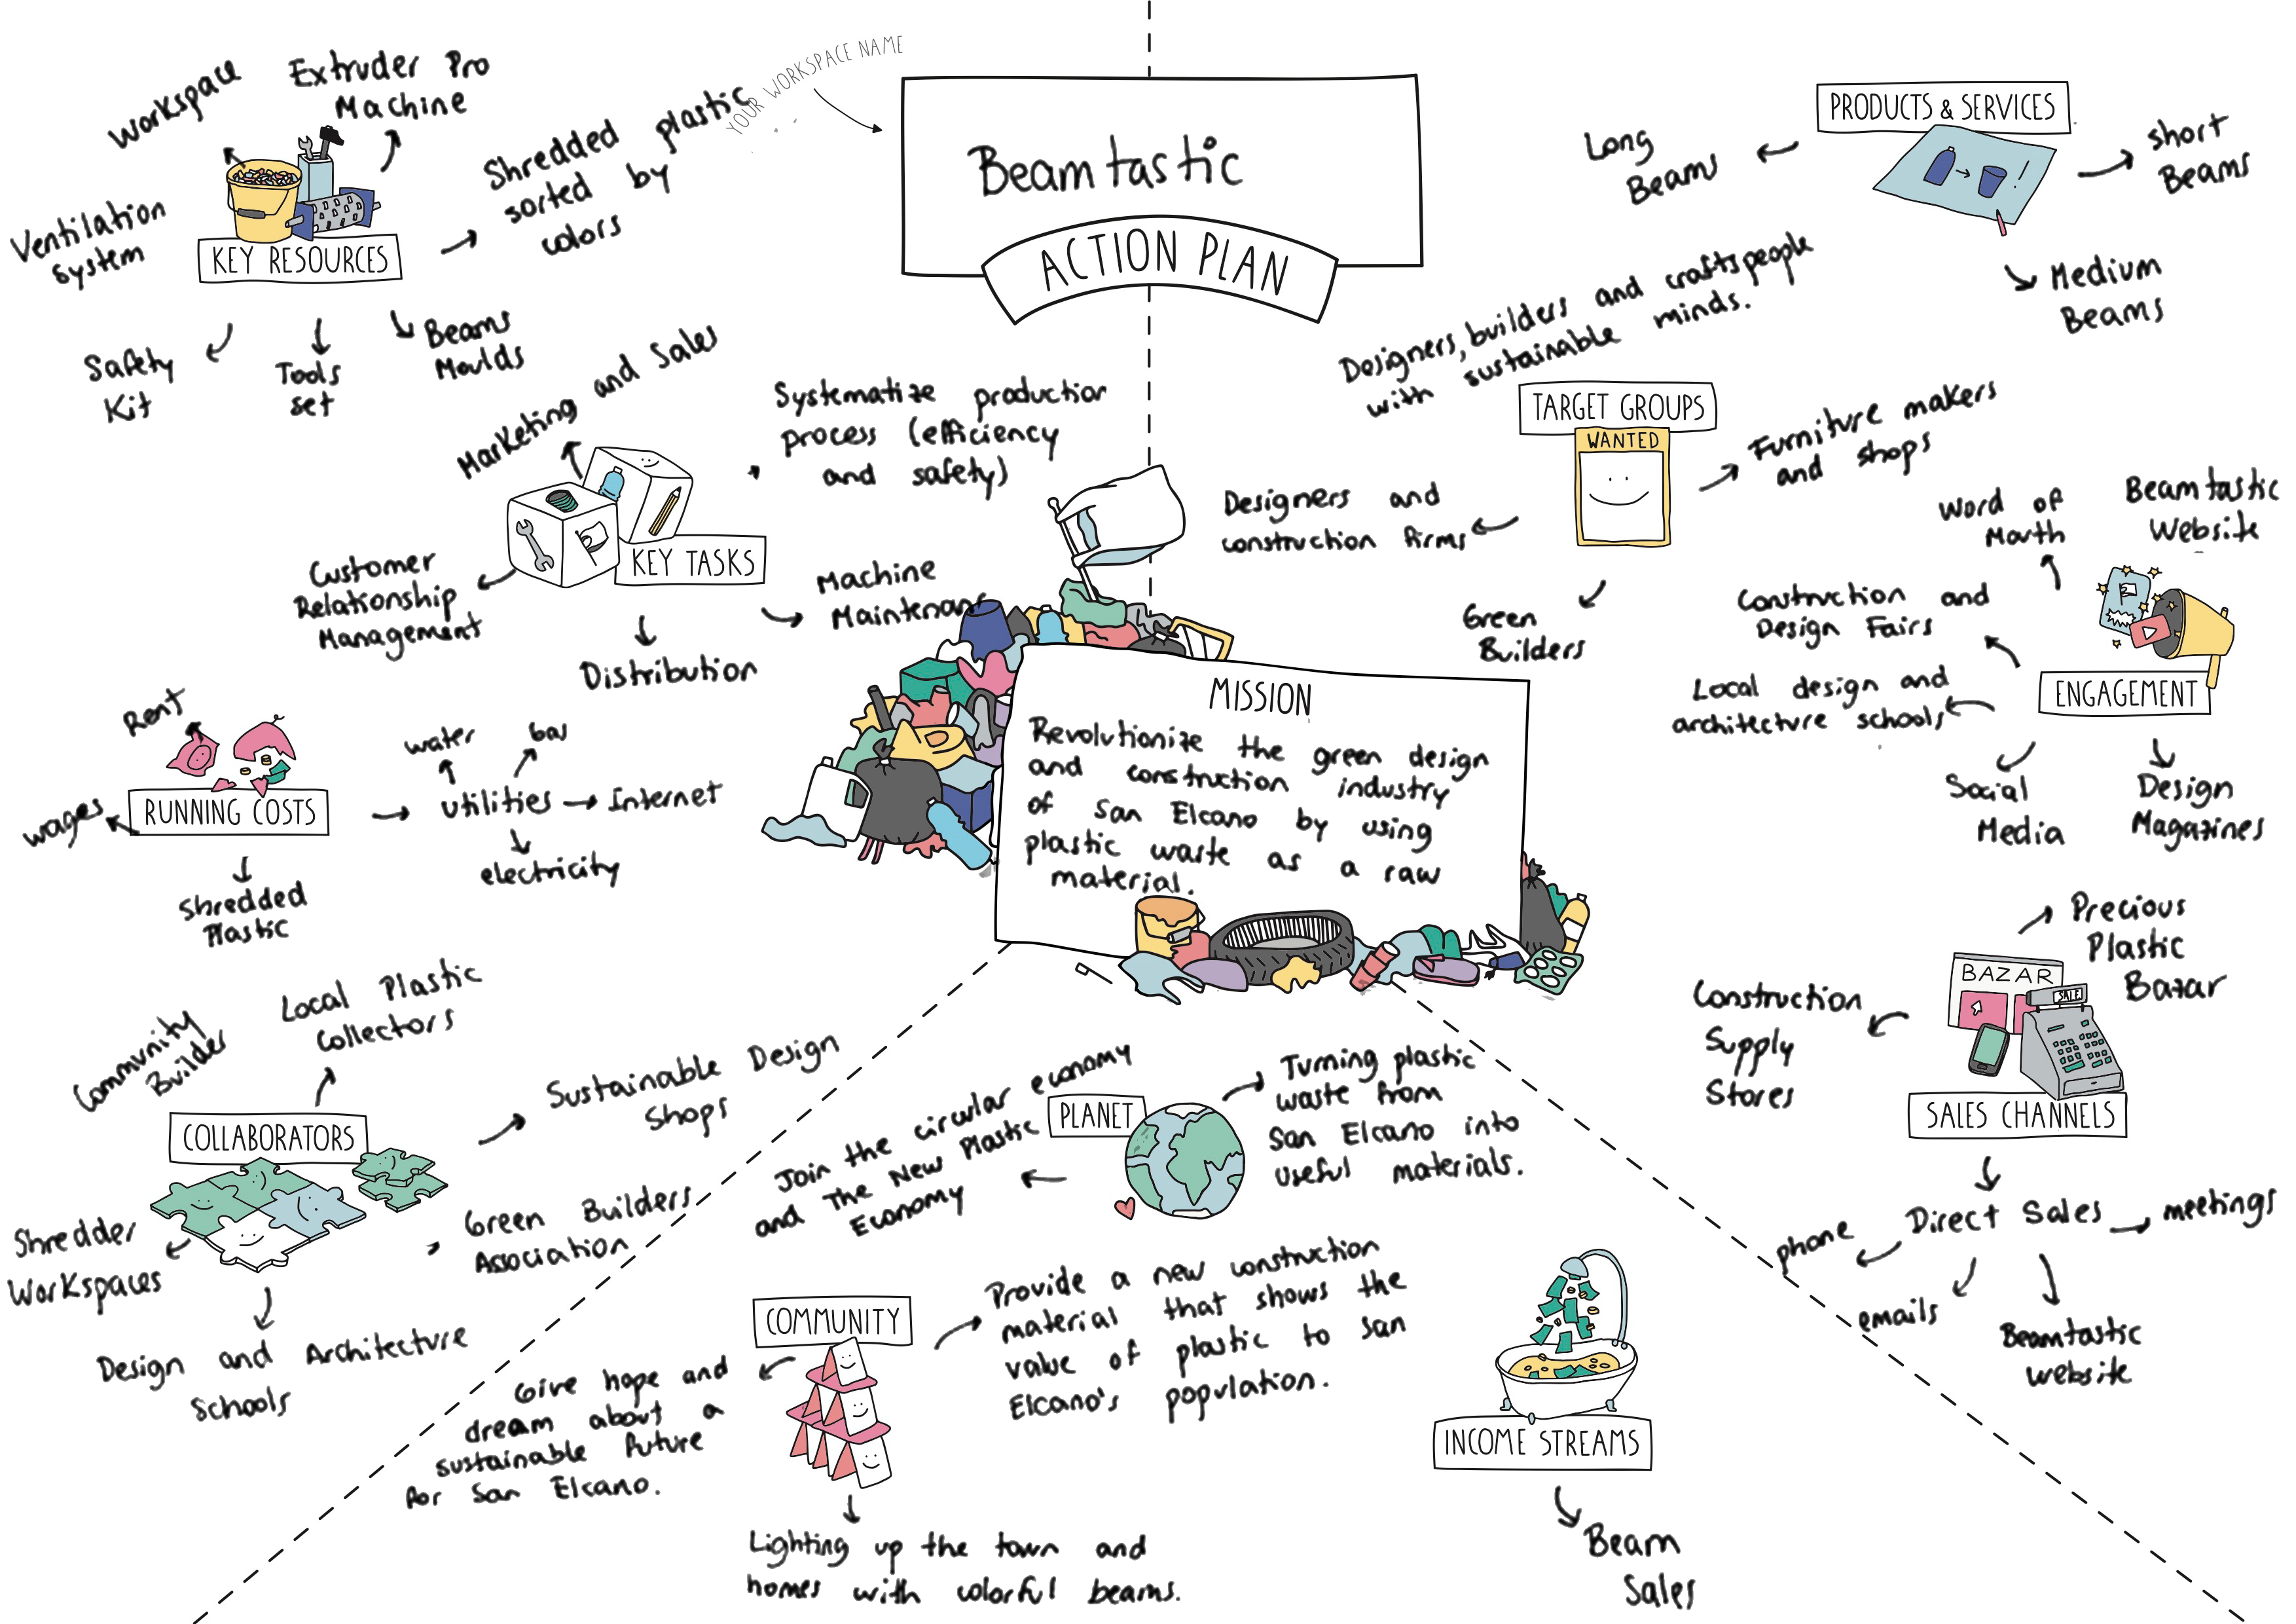 YOUR WORKSPACE NAME
Beamtastic
ACTION PLAN
Workspace
Extruder Pro
Machine
Shredded plastic
sorted by
colors
Ventilation
System
KEY RESOURCES
Safety
Kit
Tools
Set
Beams
Moulds
Marketing and Sales
Systematize production
process (efficiency
and safety)
KEY TASKS
Customer
Relationship
Management
Machine
Distribution
Rent
water
RUNNING COSTS
wages
utilities
Internet
electricity
Shredded
Plastic
Community
Builder
Local Plastic
Collectors
COLLABORATORS
Sustainable Design
Shops
Shredder
Workspaces
Green Builders
Association
Design and Architecture
Schools
MISSION
Revolutionize the green design
and construction industry
of San Elcano by using
plastic waste as a raw
material.
PRODUCTS & SERVICES
Long
Beams
short
Beams
Medium
Beams
Designers, builders and craftspeople
with sustainable minds.
TARGET GROUPS
WANTED
Furniture makers
and shops
Designers and
construction firms
Green
Builders
Word of
Mouth
Beamtastic
Website
Construction and
Design Fairs
Local design and
architecture schools
ENGAGEMENT
Social
Media
Design
Magazines
Precious
Plastic
Bazar
BAZAR
SALE
Construction
Supply
Stores
SALES CHANNELS
Direct Sales
meetings
phone
emails
Beamtastic
website
PLANET
Join the circular economy
and The New Plastic
Economy
Turning plastic
waste from
San Elcano into
useful materials.
COMMUNITY
Provide a new construction
material that shows the
value of plastic to San
Elcano's population.
Give hope and
dream about a
sustainable future
for San Elcano.
Lighting up the town and
homes with colorful beams.
INCOME STREAMS
Beam
Sales